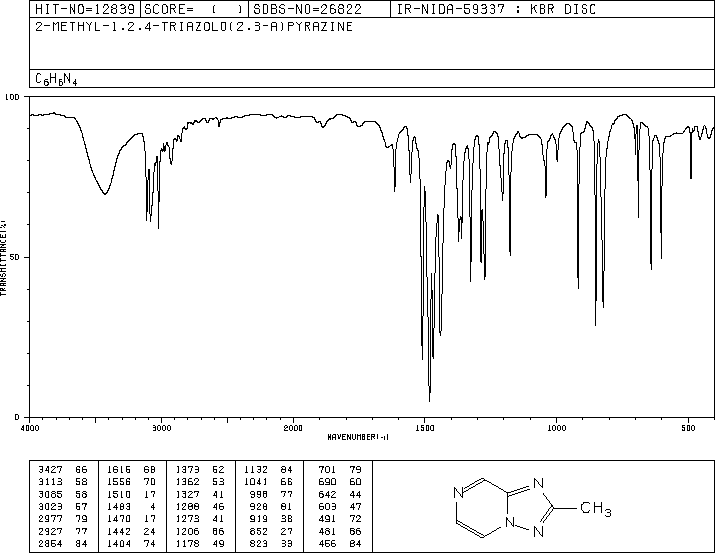 HIT-NO=12839 SCORE= ( ) SDBS-NO=26822 IR-NIDA-59337 : KBR DISC
2-METHYL-1,2,4-TRIAZOLO(2,3-A)PYRAZINE
C6H6N4
100
TRANSMITTANCE(%)
50
0
4000 3000 2000 1500 1000 500
WAVENUMBER(-1)
3427 66 1616 68 1379 52 1132 84 701 79
3113 58 1556 70 1362 53 1041 66 690 60
3085 58 1510 17 1327 41 998 77 642 44
3023 57 1483 4 1288 46 928 81 603 47
2977 79 1470 17 1273 41 919 38 491 72
2927 77 1442 24 1206 66 852 27 481 86
2854 84 1404 74 1178 49 823 33 456 84
N N N N CH3